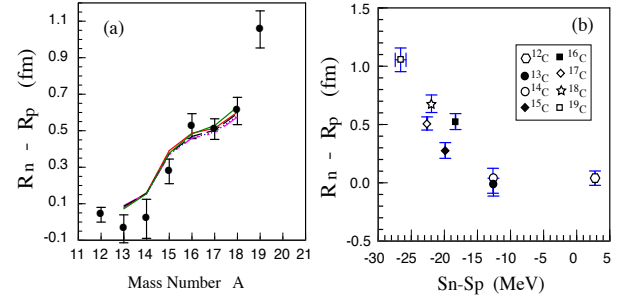 (a)
Rn − Rp (fm)
1.1
0.9
0.7
0.5
0.3
0.1
-0.1
11 12 13 14 15 16 17 18 19 20 21
Mass Number A
(b)
Rn − Rp (fm)
1.5
1.0
0.5
0.0
-0.5
-30 -25 -20 -15 -10 -5 0 5
Sn-Sp (MeV)
12C 16C
13C 17C
14C 18C
15C 19C